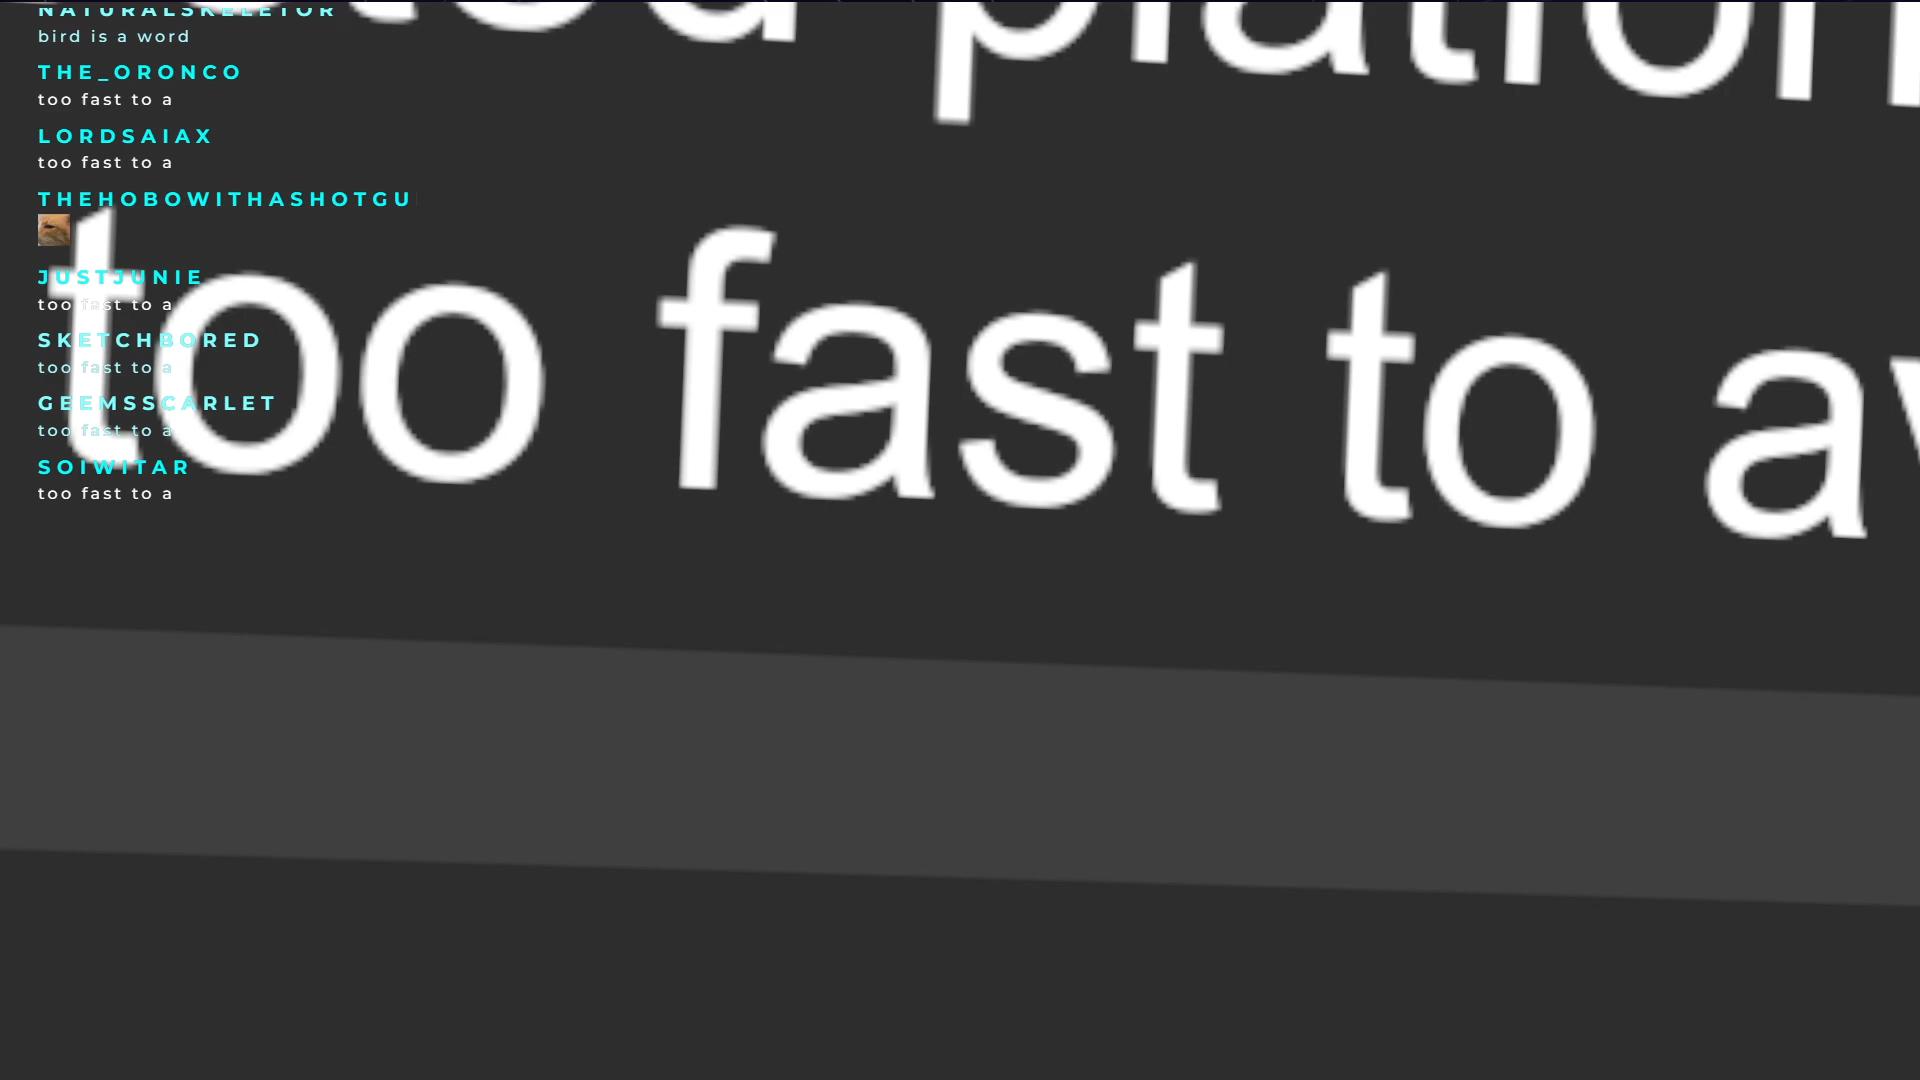 NATURALSKELETOR
bird is a word
THE_ORONCO
too fast to a
LORDSAIAX
too fast to a
THEHOBOWITHASHOTGU
JUSTJUNIE
too fast to a
SKETCHBORED
too fast to a
GEEMSSCARLET
too fast to a
SOIWITAR
too fast to a
too fast to a